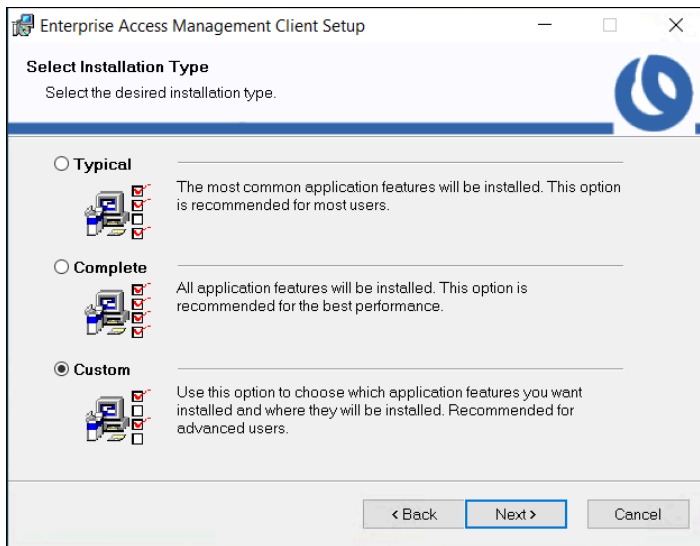 Enterprise Access Management Client Setup
Select Installation Type
Select the desired installation type.
Typical
The most common application features will be installed. This option
is recommended for most users.
Complete
All application features will be installed. This option is
recommended for the best performance.
Custom
Use this option to choose which application features you want
installed and where they will be installed. Recommended for
advanced users.
< Back Next > Cancel